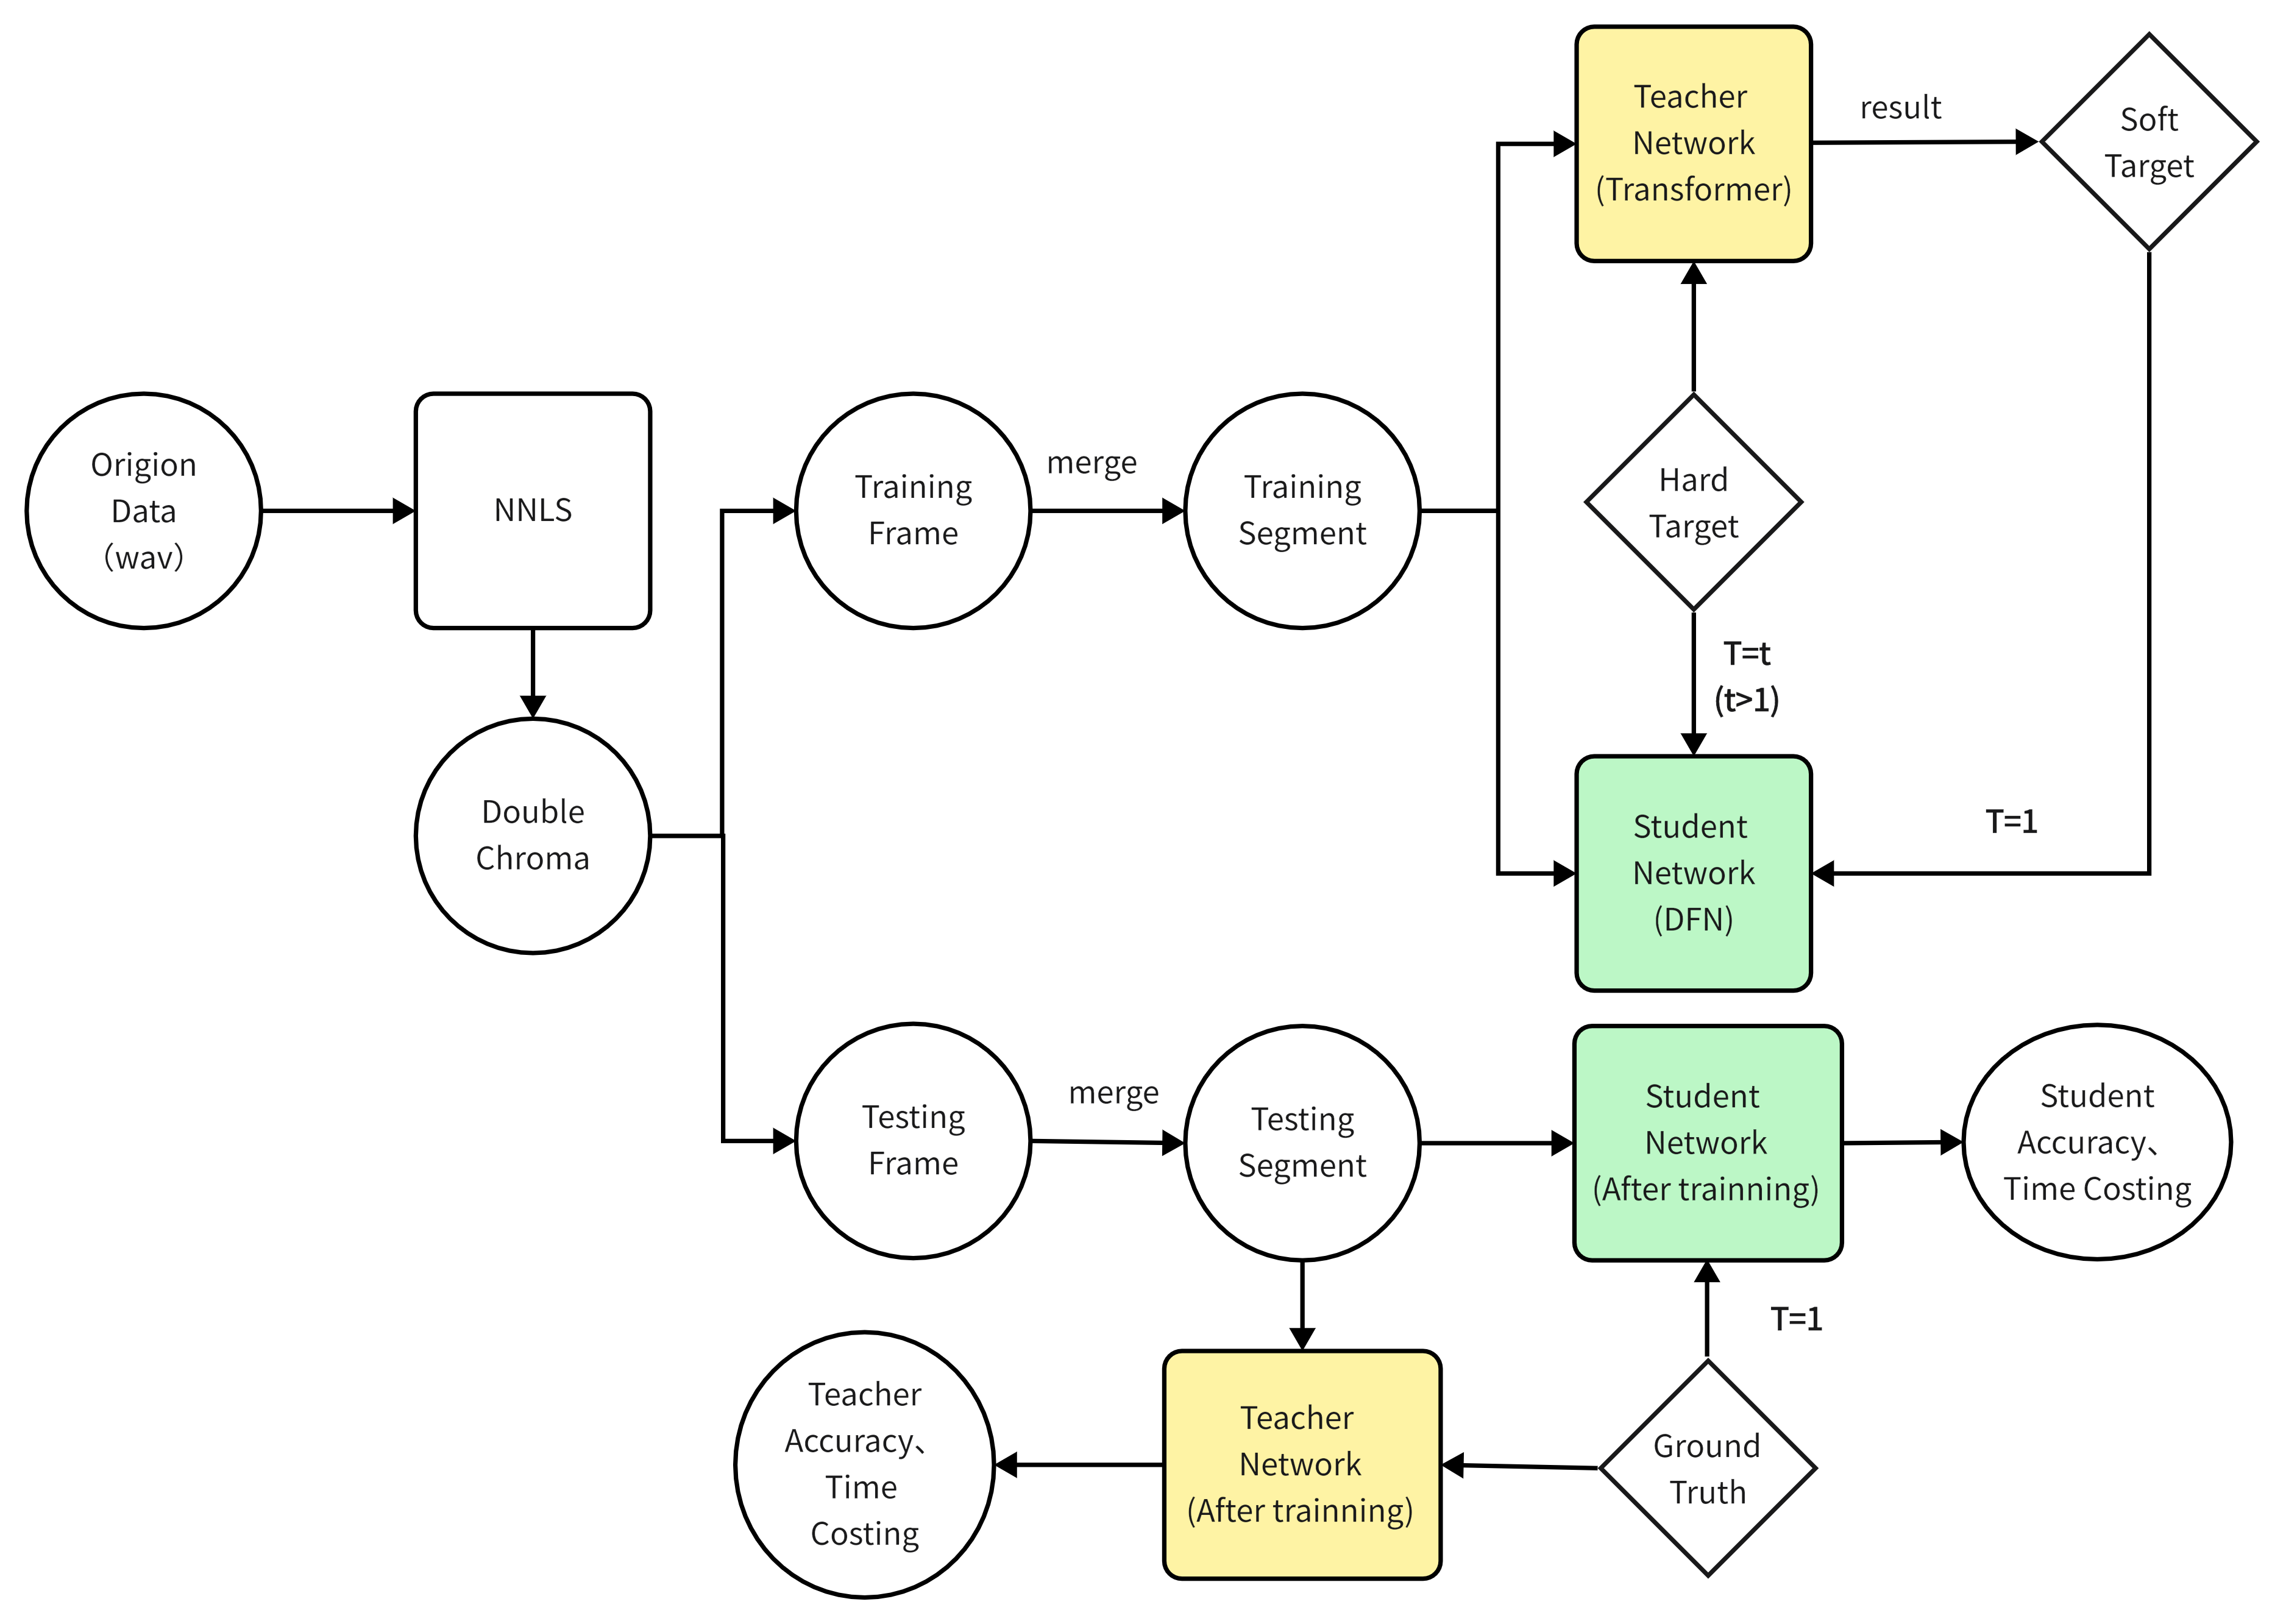 Teacher
Network
(Transformer)
result
Soft
Target
Origion
Data
（wav）
NNLS
Training
Frame
merge
Training
Segment
Hard
Target
T=t
(t>1)
Double
Chroma
Student
Network
(DFN)
T=1
Testing
Frame
merge
Testing
Segment
Student
Network
(After trainning)
Student
Accuracy、
Time Costing
T=1
Teacher
Accuracy、
Time
Costing
Teacher
Network
(After trainning)
Ground
Truth